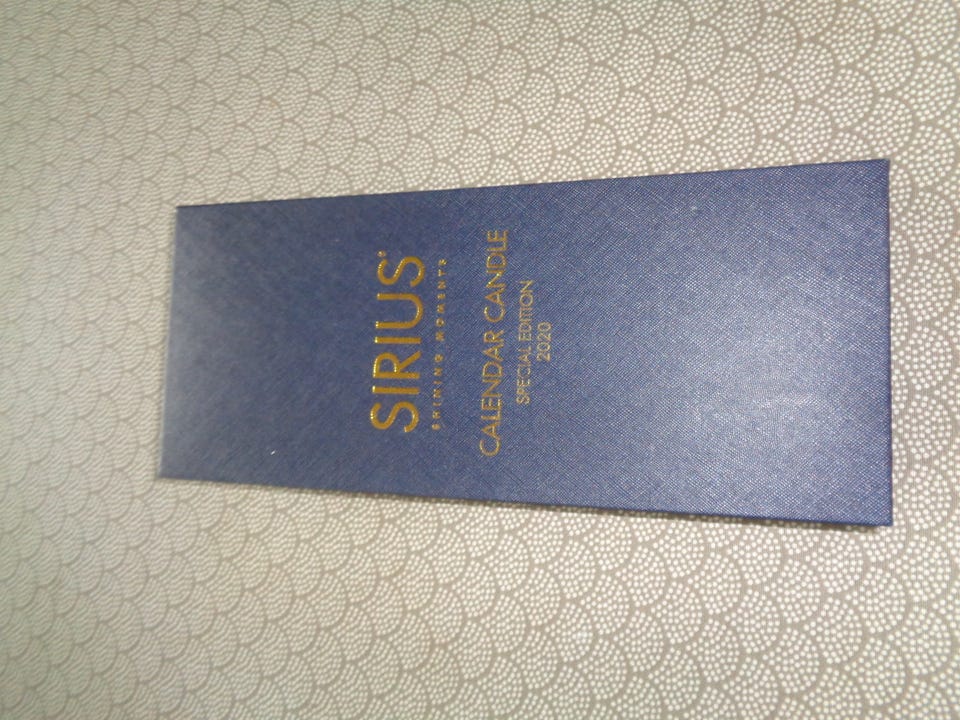 SIRIUS®
SHINING MOMENTS
CALENDAR CANDLE
SPECIAL EDITION
2020